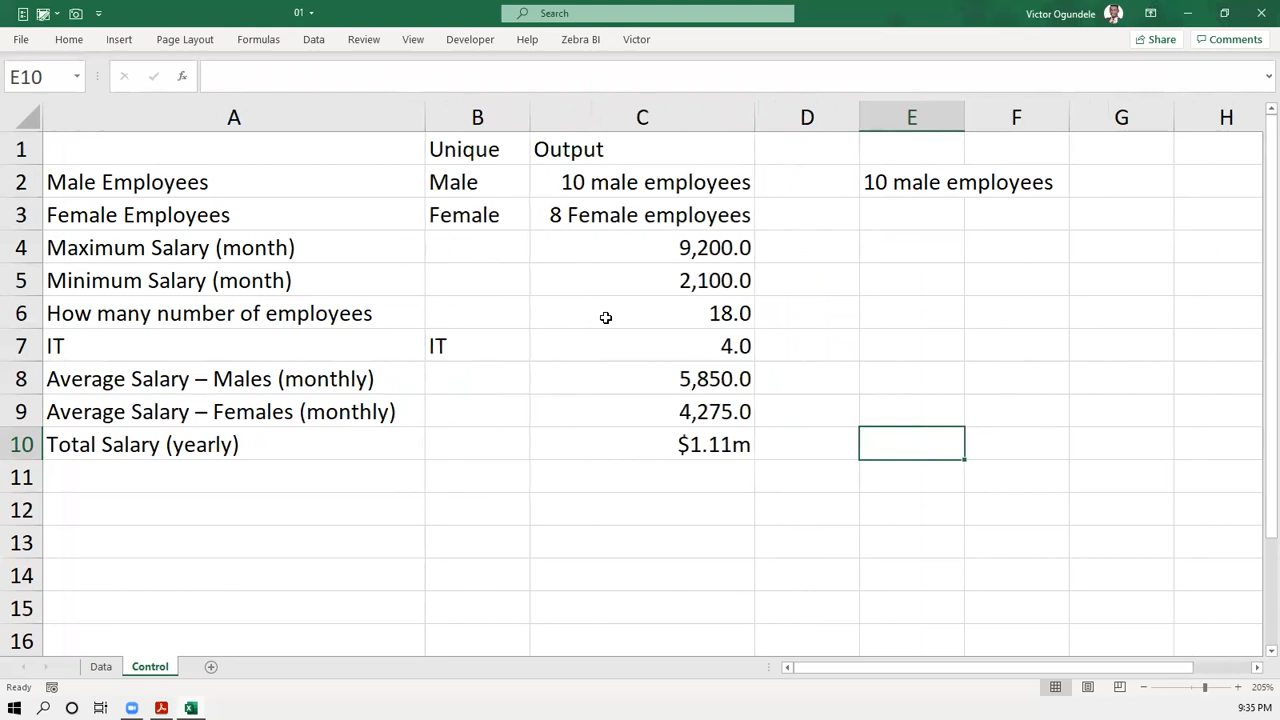 01
Search
Victor Ogundele
File Home Insert Page Layout Formulas Data Review View Developer Help Zebra BI Victor Share Comments
E10 fx
A B C D E F G H
1 Unique Output
2 Male Employees Male 10 male employees 10 male employees
3 Female Employees Female 8 Female employees
4 Maximum Salary (month) 9,200.0
5 Minimum Salary (month) 2,100.0
6 How many number of employees 18.0
7 IT IT 4.0
8 Average Salary – Males (monthly) 5,850.0
9 Average Salary – Females (monthly) 4,275.0
10 Total Salary (yearly) $1.11m
11
12
13
14
15
16
Data Control
Ready 205%
9:35 PM